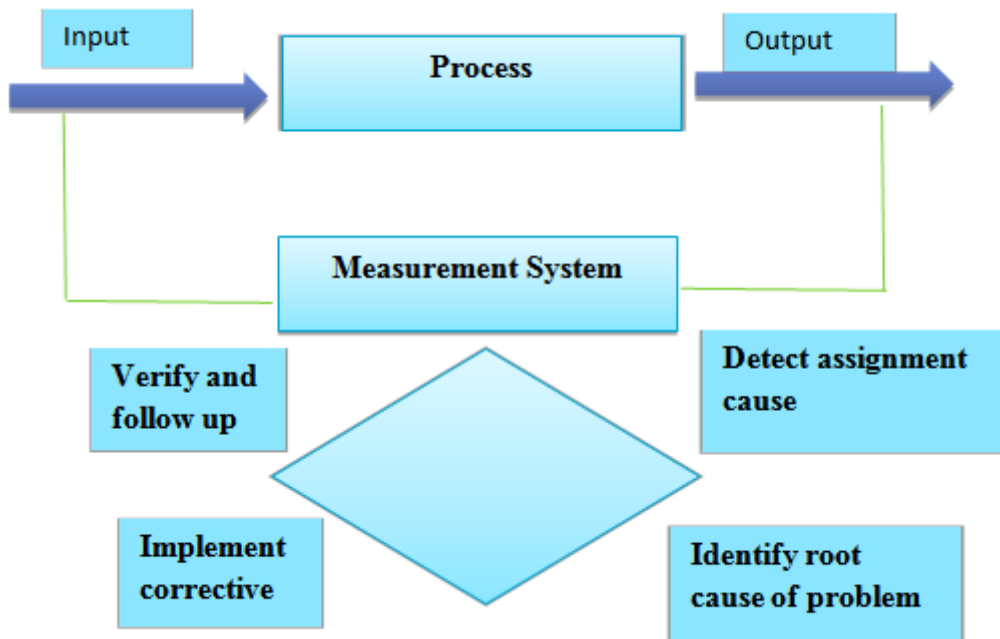 Input
Process
Output
Measurement System
Verify and
follow up
Detect assignment
cause
Implement
corrective
Identify root
cause of problem